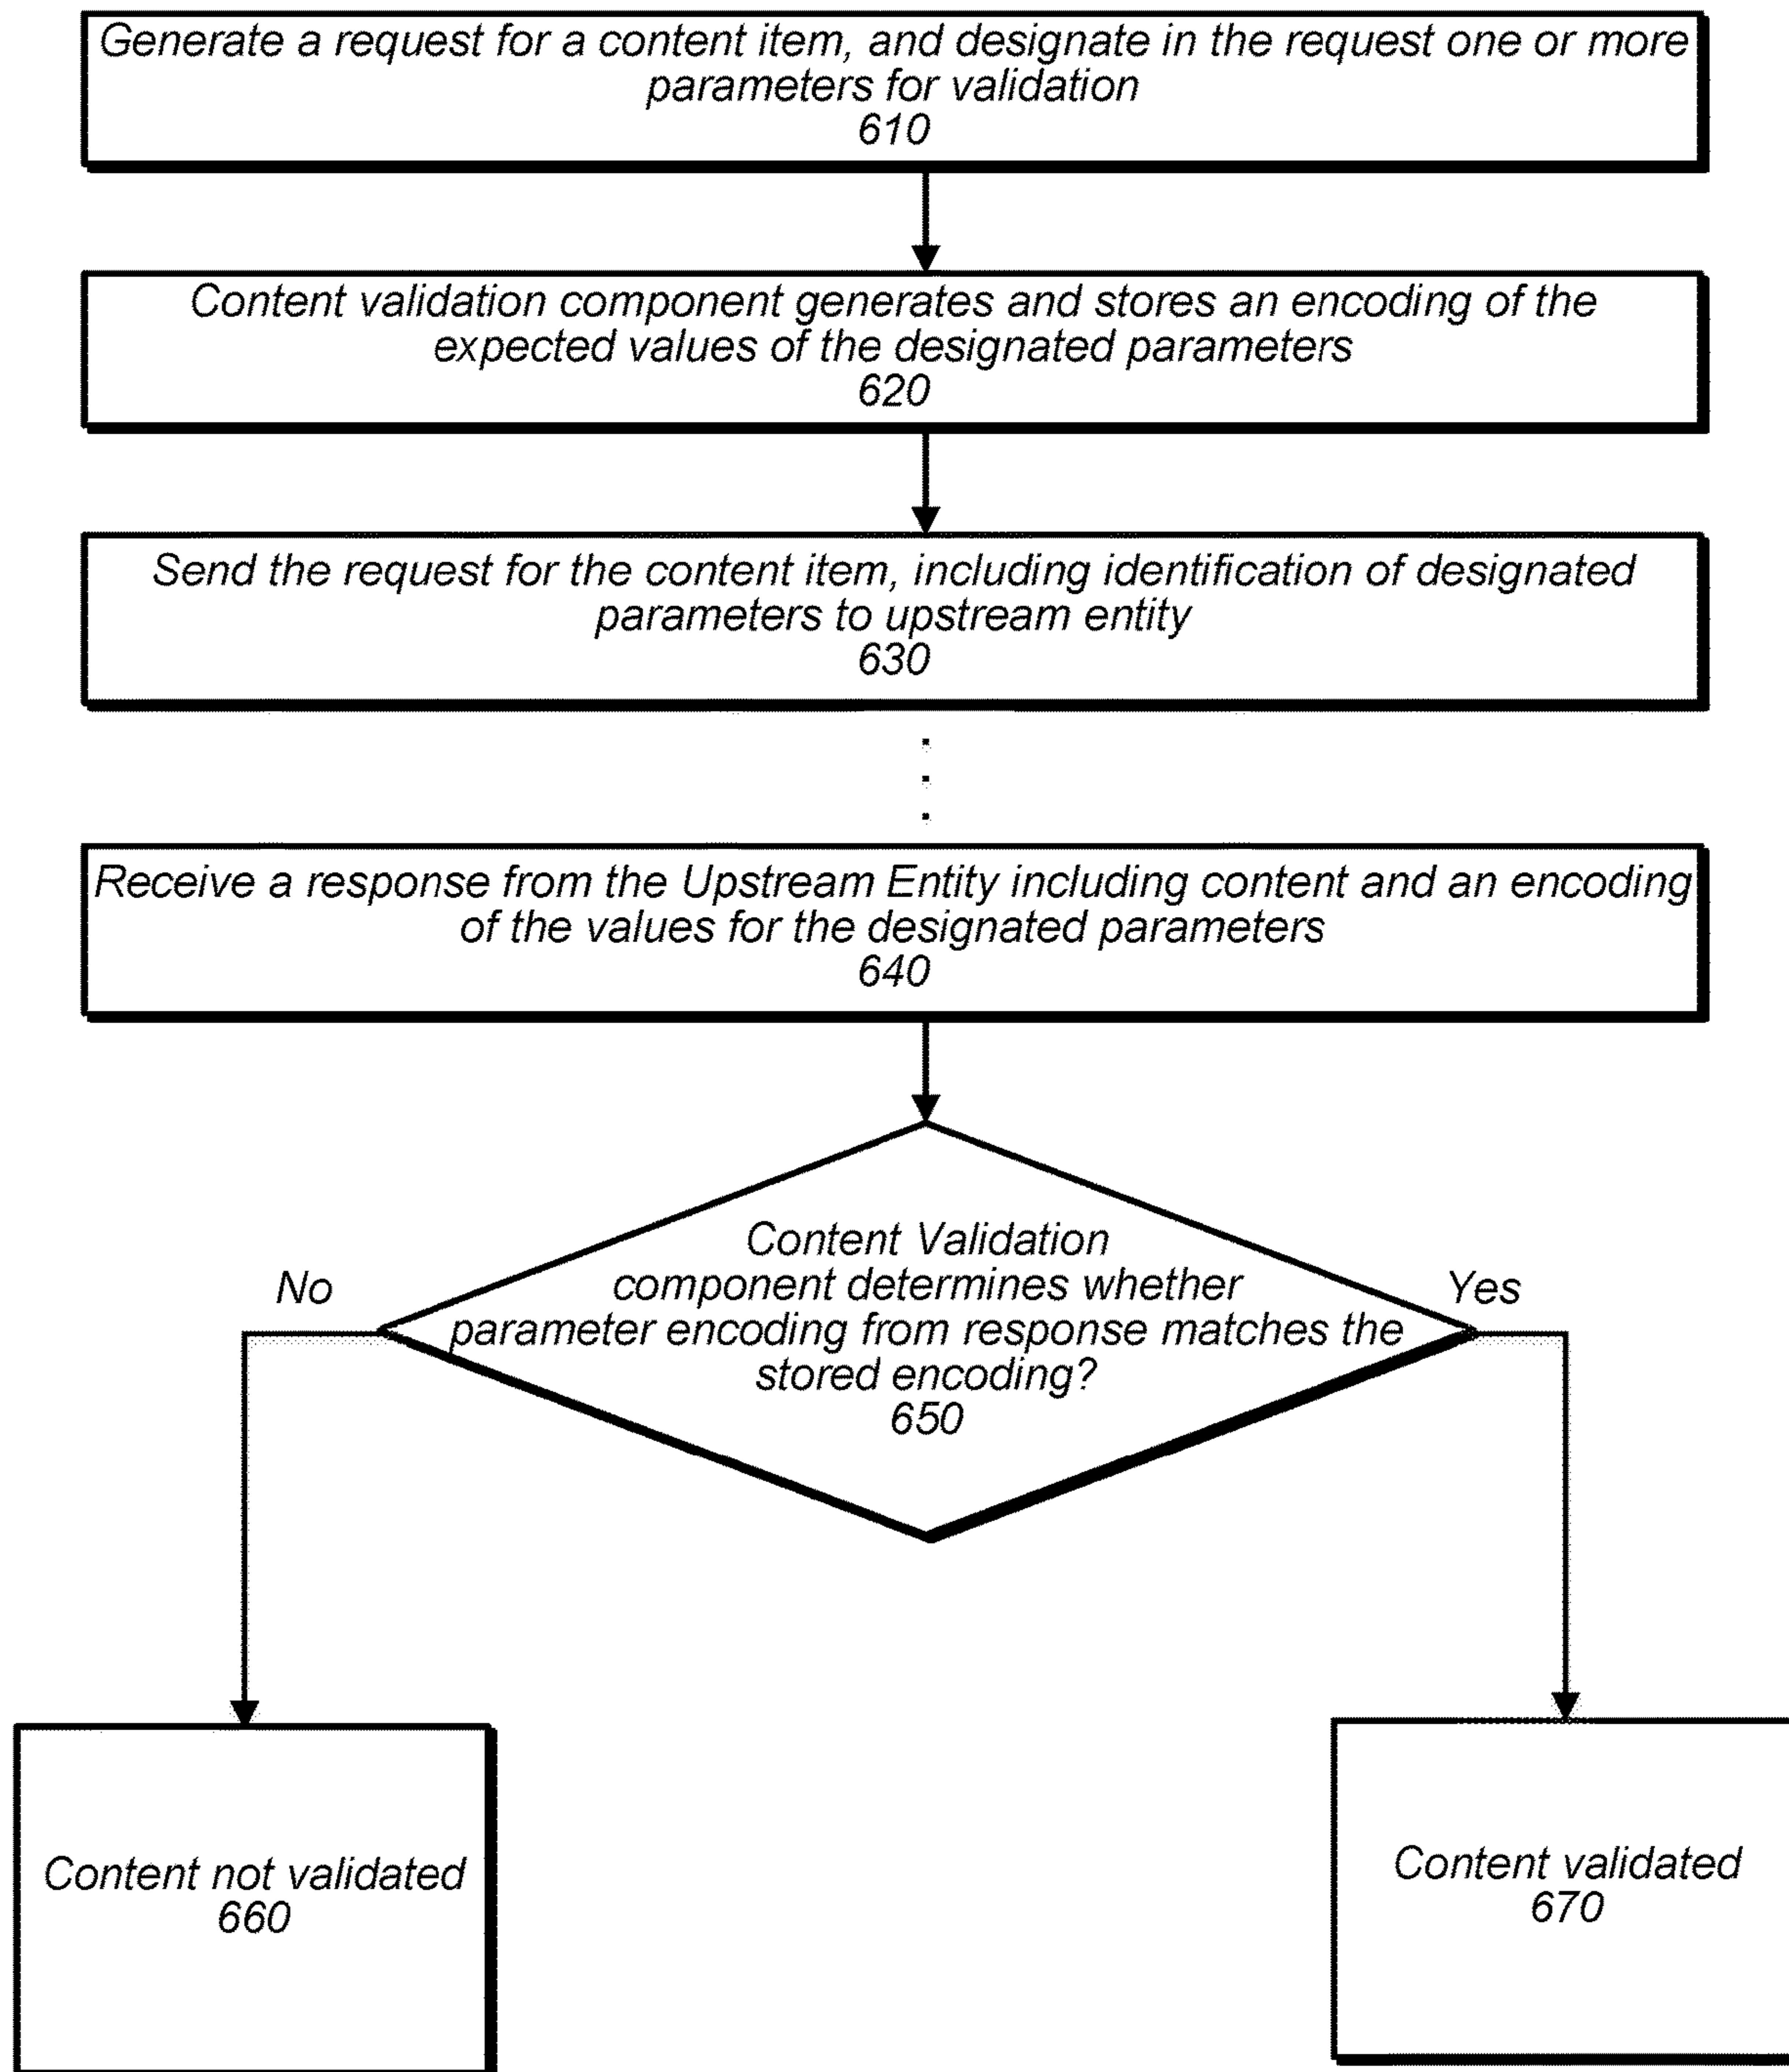 Generate a request for a content item, and designate in the request one or more
parameters for validation
610
Content validation component generates and stores an encoding of the
expected values of the designated parameters
620
Send the request for the content item, including identification of designated
parameters to upstream entity
630
Receive a response from the Upstream Entity including content and an encoding
of the values for the designated parameters
640
Content Validation
component determines whether
parameter encoding from response matches the
stored encoding?
650
No
Yes
Content not validated
660
Content validated
670